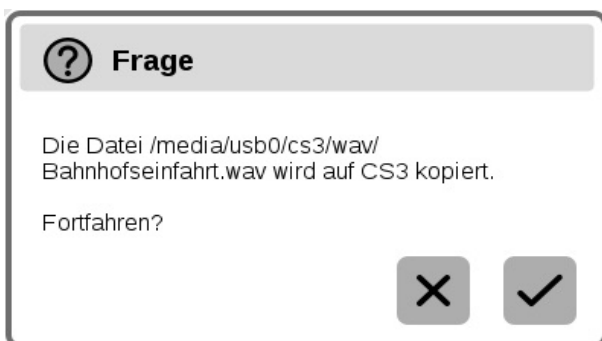 Frage
Die Datei /media/usb0/cs3/wav/
Bahnhofseinfahrt.wav wird auf CS3 kopiert.
Fortfahren?